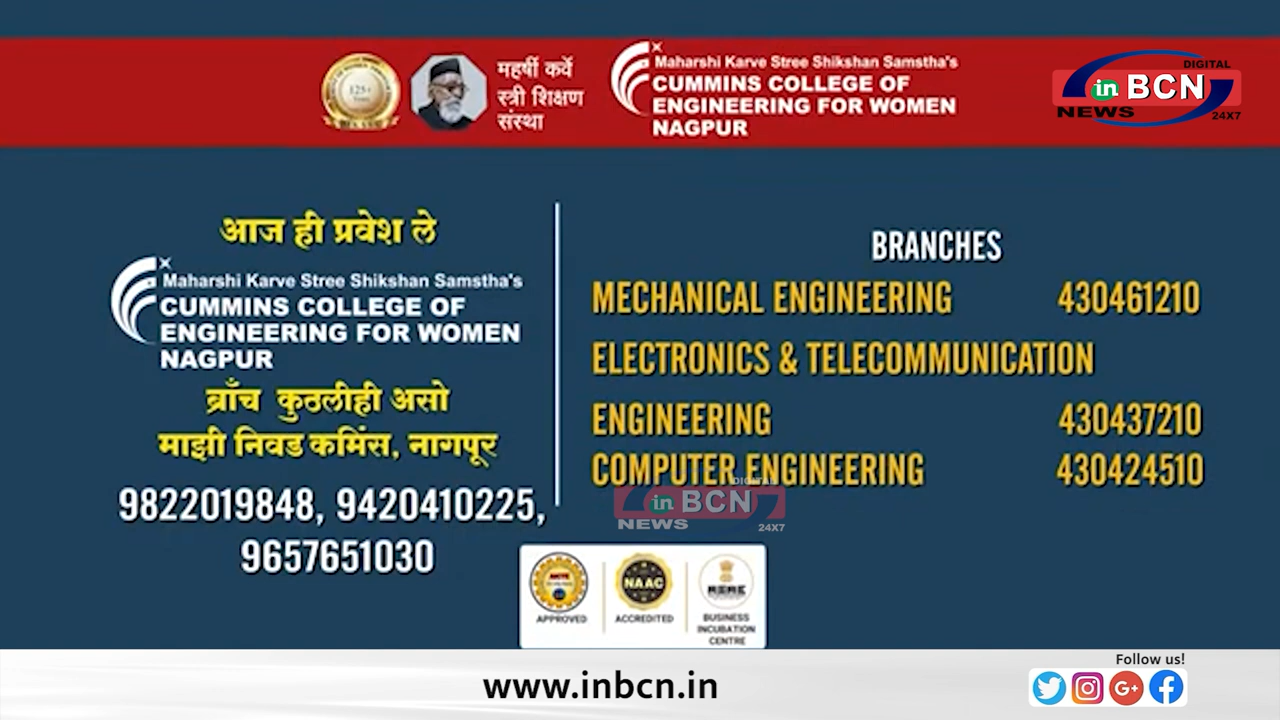 125+
महर्षी कर्वे
स्त्री शिक्षण
संस्था
Maharshi Karve Stree Shikshan Samstha's
CUMMINS COLLEGE OF
ENGINEERING FOR WOMEN
NAGPUR
DIGITAL
in BCN
NEWS 24X7
आज ही प्रवेश ले
Maharshi Karve Stree Shikshan Samstha's
CUMMINS COLLEGE OF
ENGINEERING FOR WOMEN
NAGPUR
ब्राँच कुठलीही असो
माझी निवड कमिंस, नागपूर
9822019848, 9420410225,
9657651030
BRANCHES
MECHANICAL ENGINEERING 430461210
ELECTRONICS & TELECOMMUNICATION
ENGINEERING 430437210
COMPUTER ENGINEERING 430424510
DIGITAL
in BCN
NEWS 24X7
APPROVED
NAAC
ACCREDITED
BUSINESS
INCUBATION
CENTRE
www.inbcn.in
Follow us!